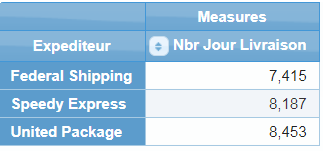 Measures
Expediteur Nbr Jour Livraison
Federal Shipping 7,415
Speedy Express 8,187
United Package 8,453